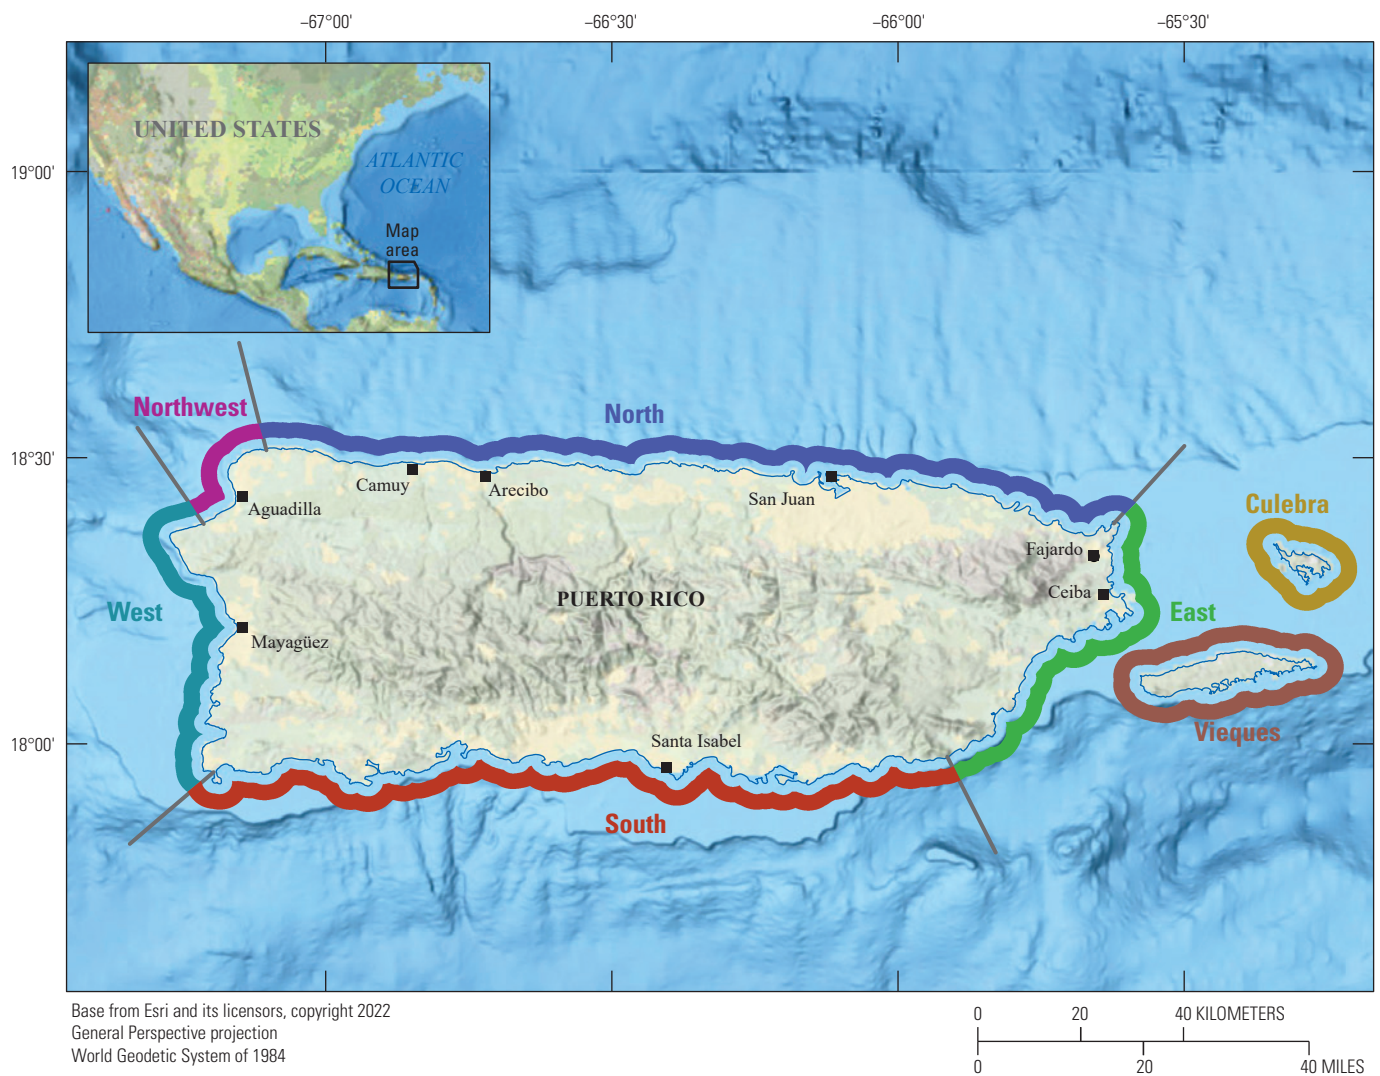 –67°00'
–66°30'
–66°00'
–65°30'
19°00'
18°30'
18°00'
UNITED STATES
ATLANTIC
OCEAN
Map
area
Northwest
North
Camuy
Arecibo
San Juan
Aguadilla
Culebra
Fajardo
Ceiba
PUERTO RICO
West
East
Mayagüez
Vieques
Santa Isabel
South
Base from Esri and its licensors, copyright 2022
General Perspective projection
World Geodetic System of 1984
0 20 40 KILOMETERS
0 20 40 MILES